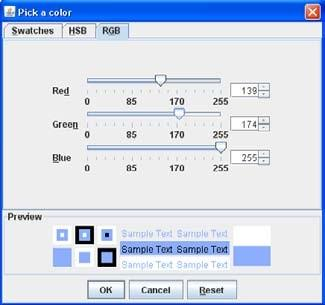 Pick a color
Swatches HSB RGB
Red 139
0 85 170 255
Green 174
0 85 170 255
Blue 255
0 85 170 255
Preview
Sample Text Sample Text
Sample Text Sample Text
Sample Text Sample Text
OK Cancel Reset